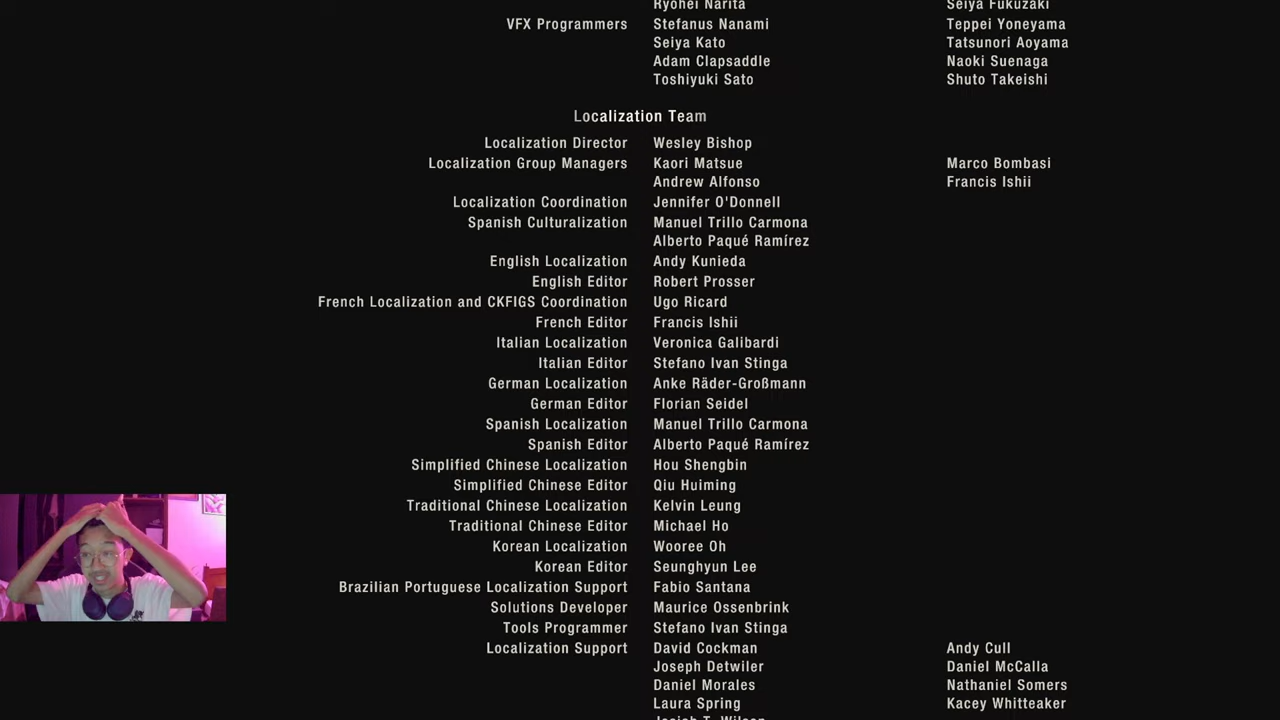 Ryohei Narita Seiya Fukuzaki
VFX Programmers Stefanus Nanami Teppei Yoneyama
Seiya Kato Tatsunori Aoyama
Adam Clapsaddle Naoki Suenaga
Toshiyuki Sato Shuto Takeishi
Localization Team
Localization Director Wesley Bishop
Localization Group Managers Kaori Matsue Marco Bombasi
Andrew Alfonso Francis Ishii
Localization Coordination Jennifer O'Donnell
Spanish Culturalization Manuel Trillo Carmona
Alberto Paqué Ramírez
English Localization Andy Kunieda
English Editor Robert Prosser
French Localization and CKFIGS Coordination Ugo Ricard
French Editor Francis Ishii
Italian Localization Veronica Galibardi
Italian Editor Stefano Ivan Stinga
German Localization Anke Räder-Großmann
German Editor Florian Seidel
Spanish Localization Manuel Trillo Carmona
Spanish Editor Alberto Paqué Ramírez
Simplified Chinese Localization Hou Shengbin
Simplified Chinese Editor Qiu Huiming
Traditional Chinese Localization Kelvin Leung
Traditional Chinese Editor Michael Ho
Korean Localization Wooree Oh
Korean Editor Seunghyun Lee
Brazilian Portuguese Localization Support Fabio Santana
Solutions Developer Maurice Ossenbrink
Tools Programmer Stefano Ivan Stinga
Localization Support David Cockman Andy Cull
Joseph Detwiler Daniel McCalla
Daniel Morales Nathaniel Somers
Laura Spring Kacey Whitteaker
Josiah T. Wilson